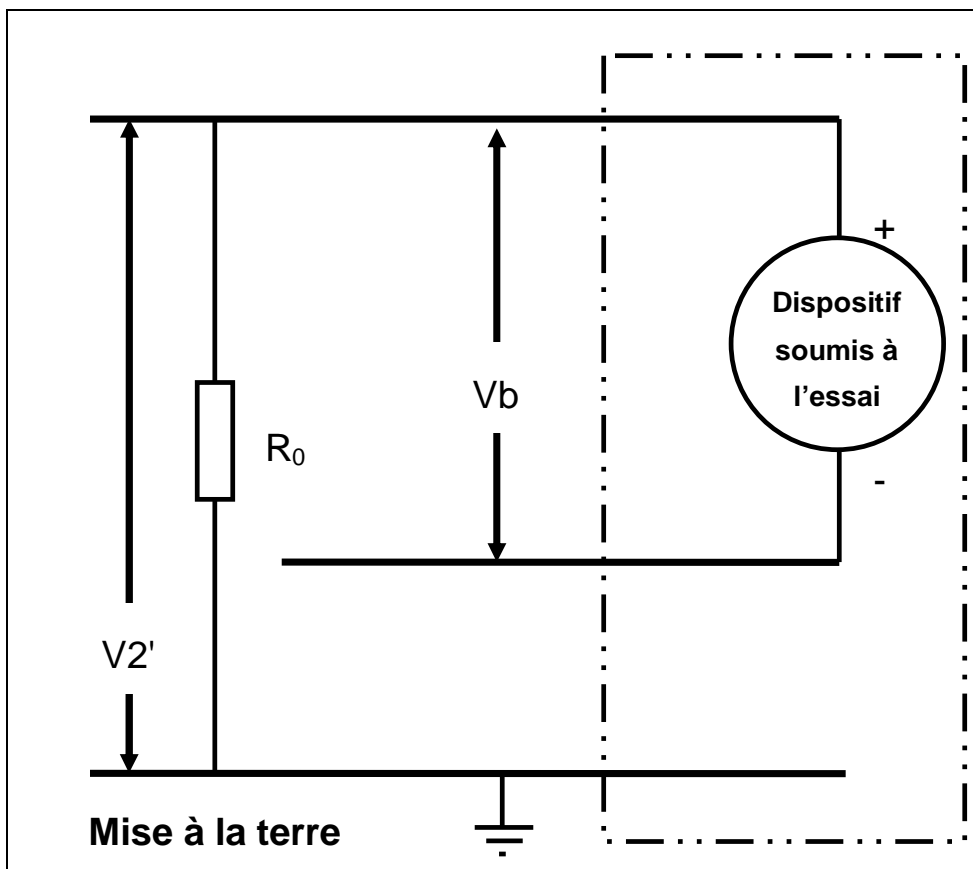 +
Dispositif
soumis à
l’essai
-
Vb
R₀
V2'
Mise à la terre